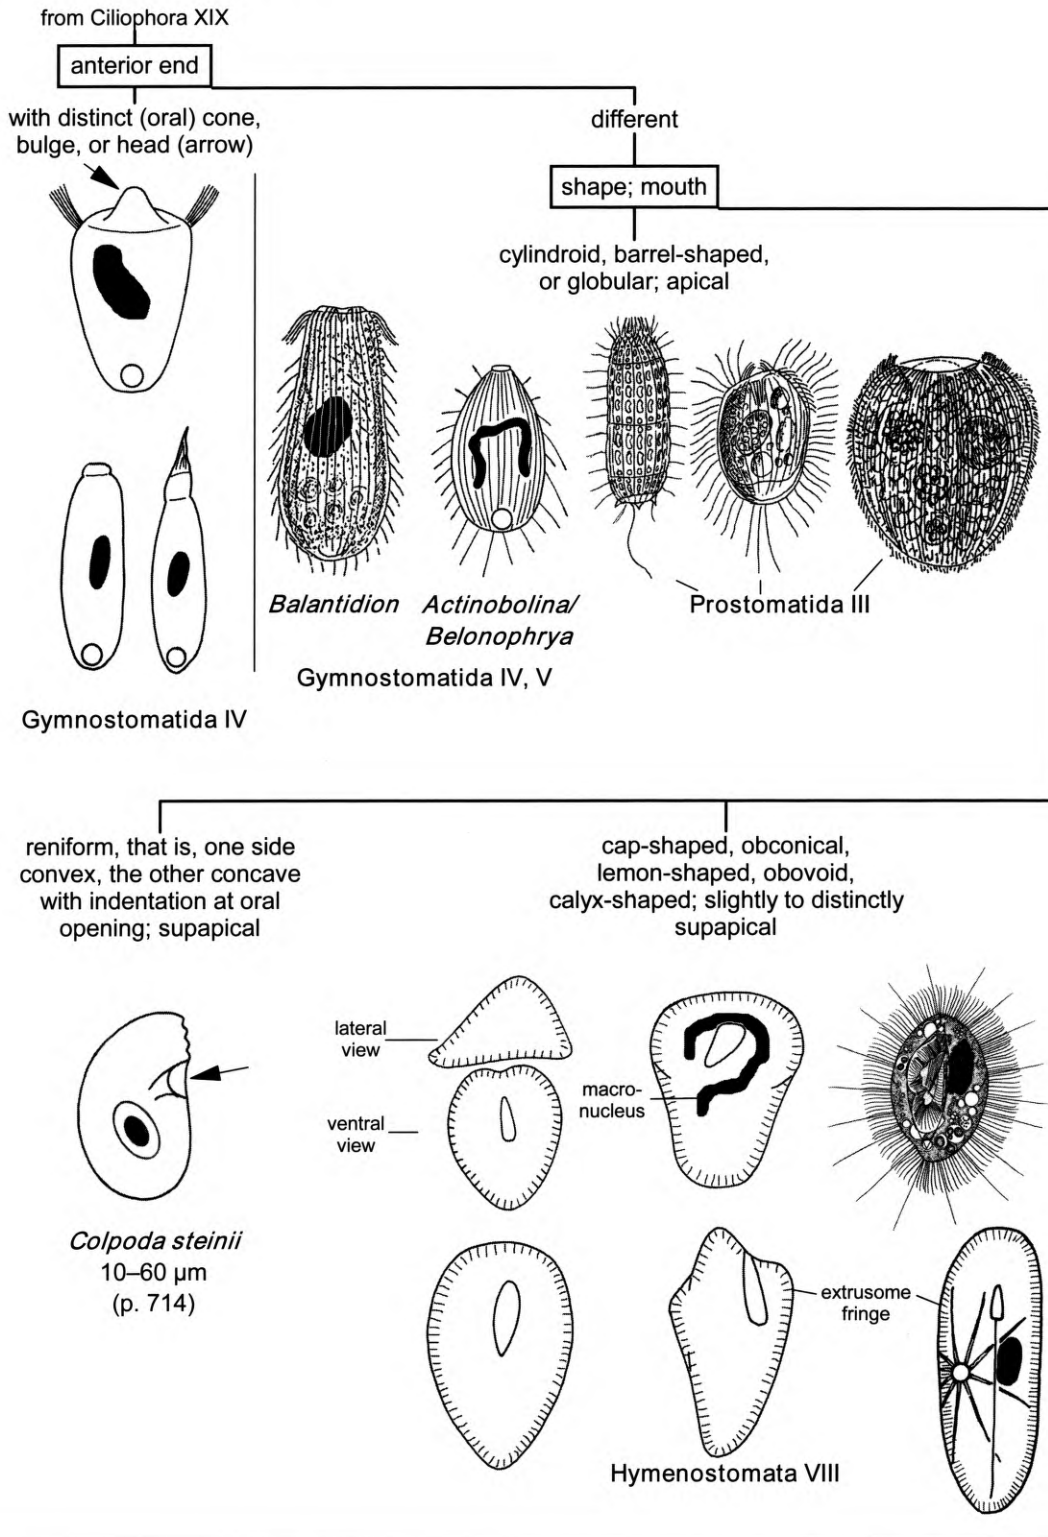 from Ciliophora XIX
anterior end
with distinct (oral) cone,
bulge, or head (arrow)
different
shape; mouth
cylindroid, barrel-shaped,
or globular; apical
Balantidion
Actinobolina/
Belonophrya
Prostomatida III
Gymnostomatida IV, V
Gymnostomatida IV
reniform, that is, one side
convex, the other concave
with indentation at oral
opening; supapical
cap-shaped, obconical,
lemon-shaped, obovoid,
calyx-shaped; slightly to distinctly
supapical
lateral
view
macro-
nucleus
ventral
view
Colpoda steinii
10–60 µm
(p. 714)
extrusome
fringe
Hymenostomata VIII